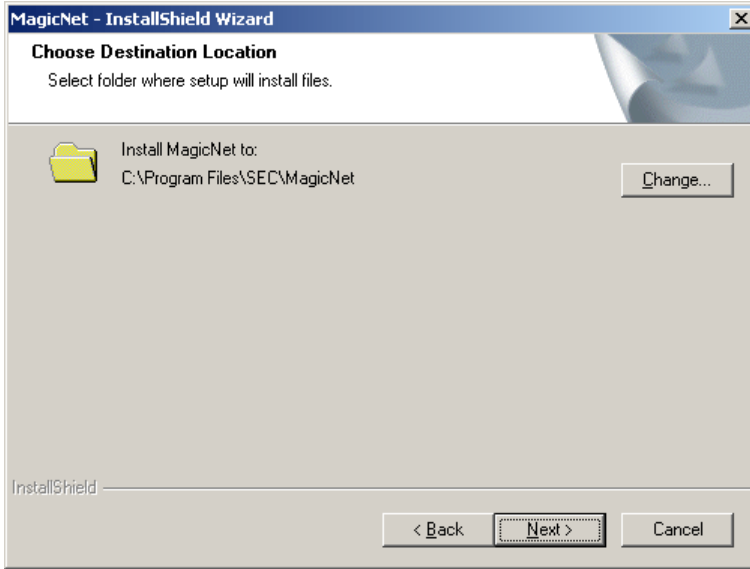 MagicNet - InstallShield Wizard
Choose Destination Location
Select folder where setup will install files.
Install MagicNet to:
C:\Program Files\SEC\MagicNet
Change...
InstallShield
< Back
Next >
Cancel